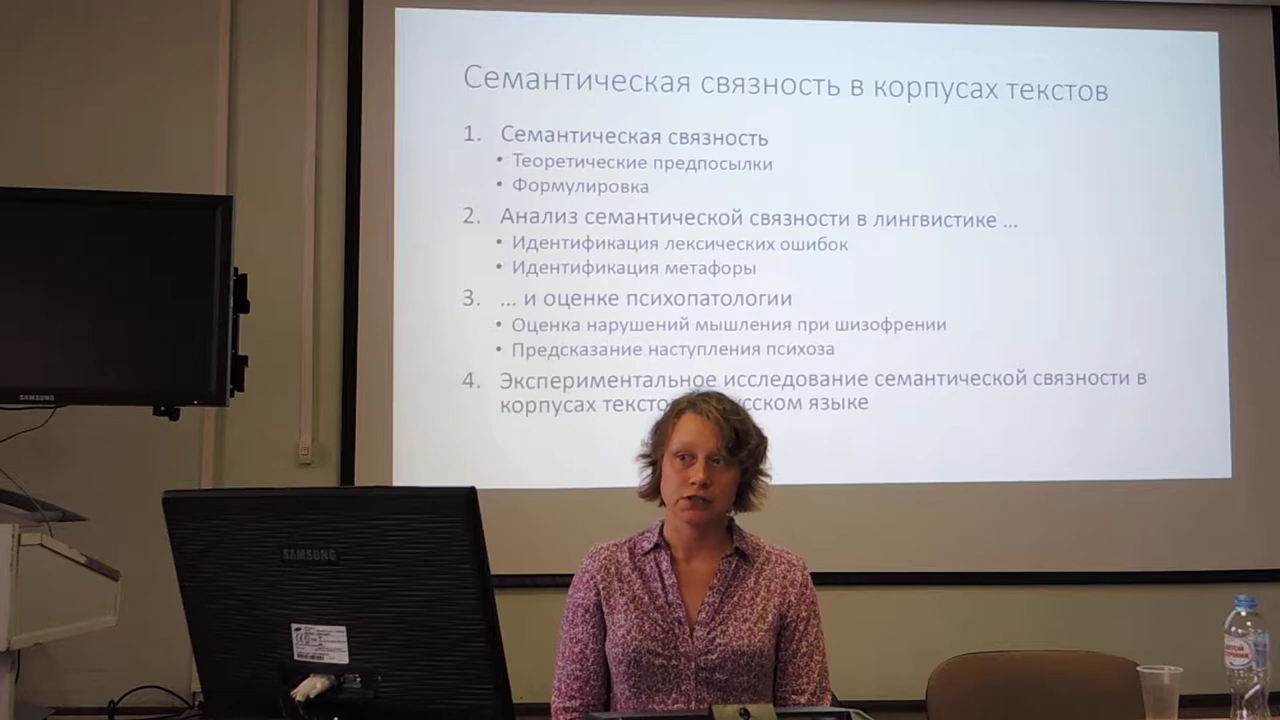 Семантическая связность в корпусах текстов
1. Семантическая связность
• Теоретические предпосылки
• Формулировка
2. Анализ семантической связности в лингвистике ...
• Идентификация лексических ошибок
• Идентификация метафоры
3. ... и оценке психопатологии
• Оценка нарушений мышления при шизофрении
• Предсказание наступления психоза
4. Экспериментальное исследование семантической связности в
корпусах языке
SAMSUNG
SAMSUNG